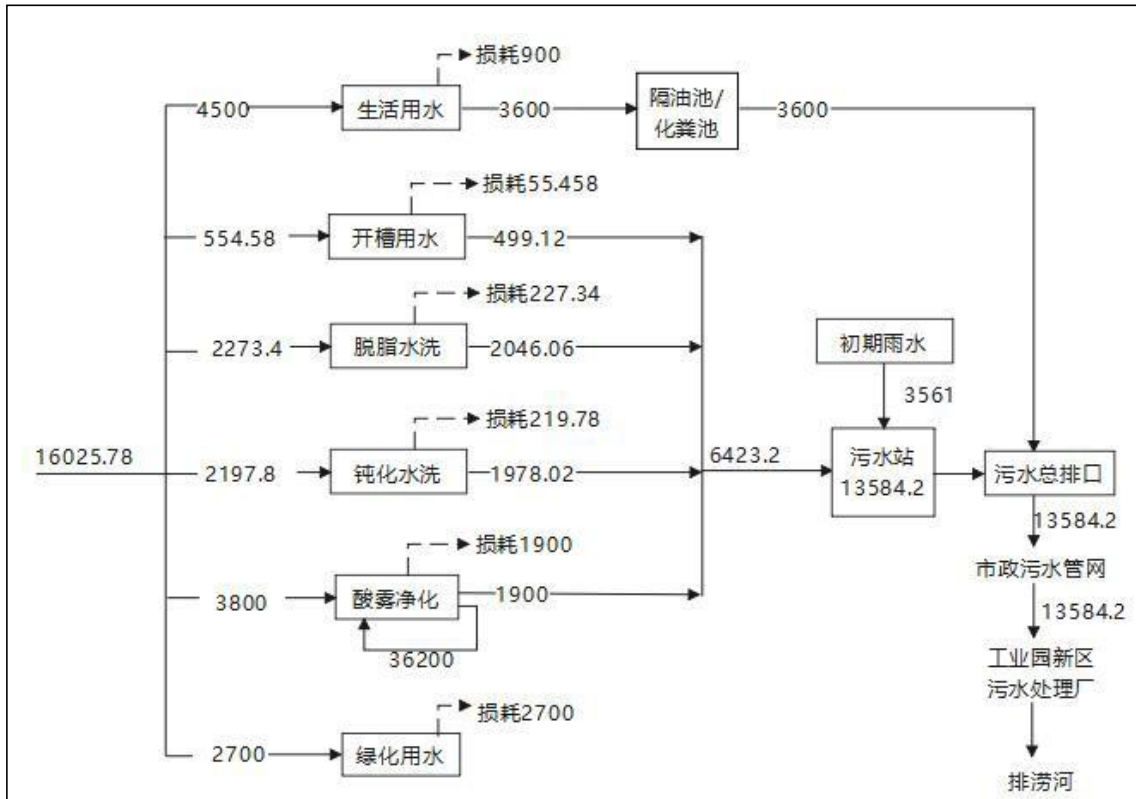 损耗900
4500
生活用水
3600
隔油池/
化粪池
3600
损耗55.458
554.58
开槽用水
499.12
损耗227.34
2273.4
脱脂水洗
2046.06
初期雨水
3561
损耗219.78
16025.78
2197.8
钝化水洗
1978.02
6423.2
污水站
13584.2
污水总排口
13584.2
损耗1900
3800
酸雾净化
1900
36200
市政污水管网
13584.2
工业园新区
污水处理厂
损耗2700
2700
绿化用水
排涝河